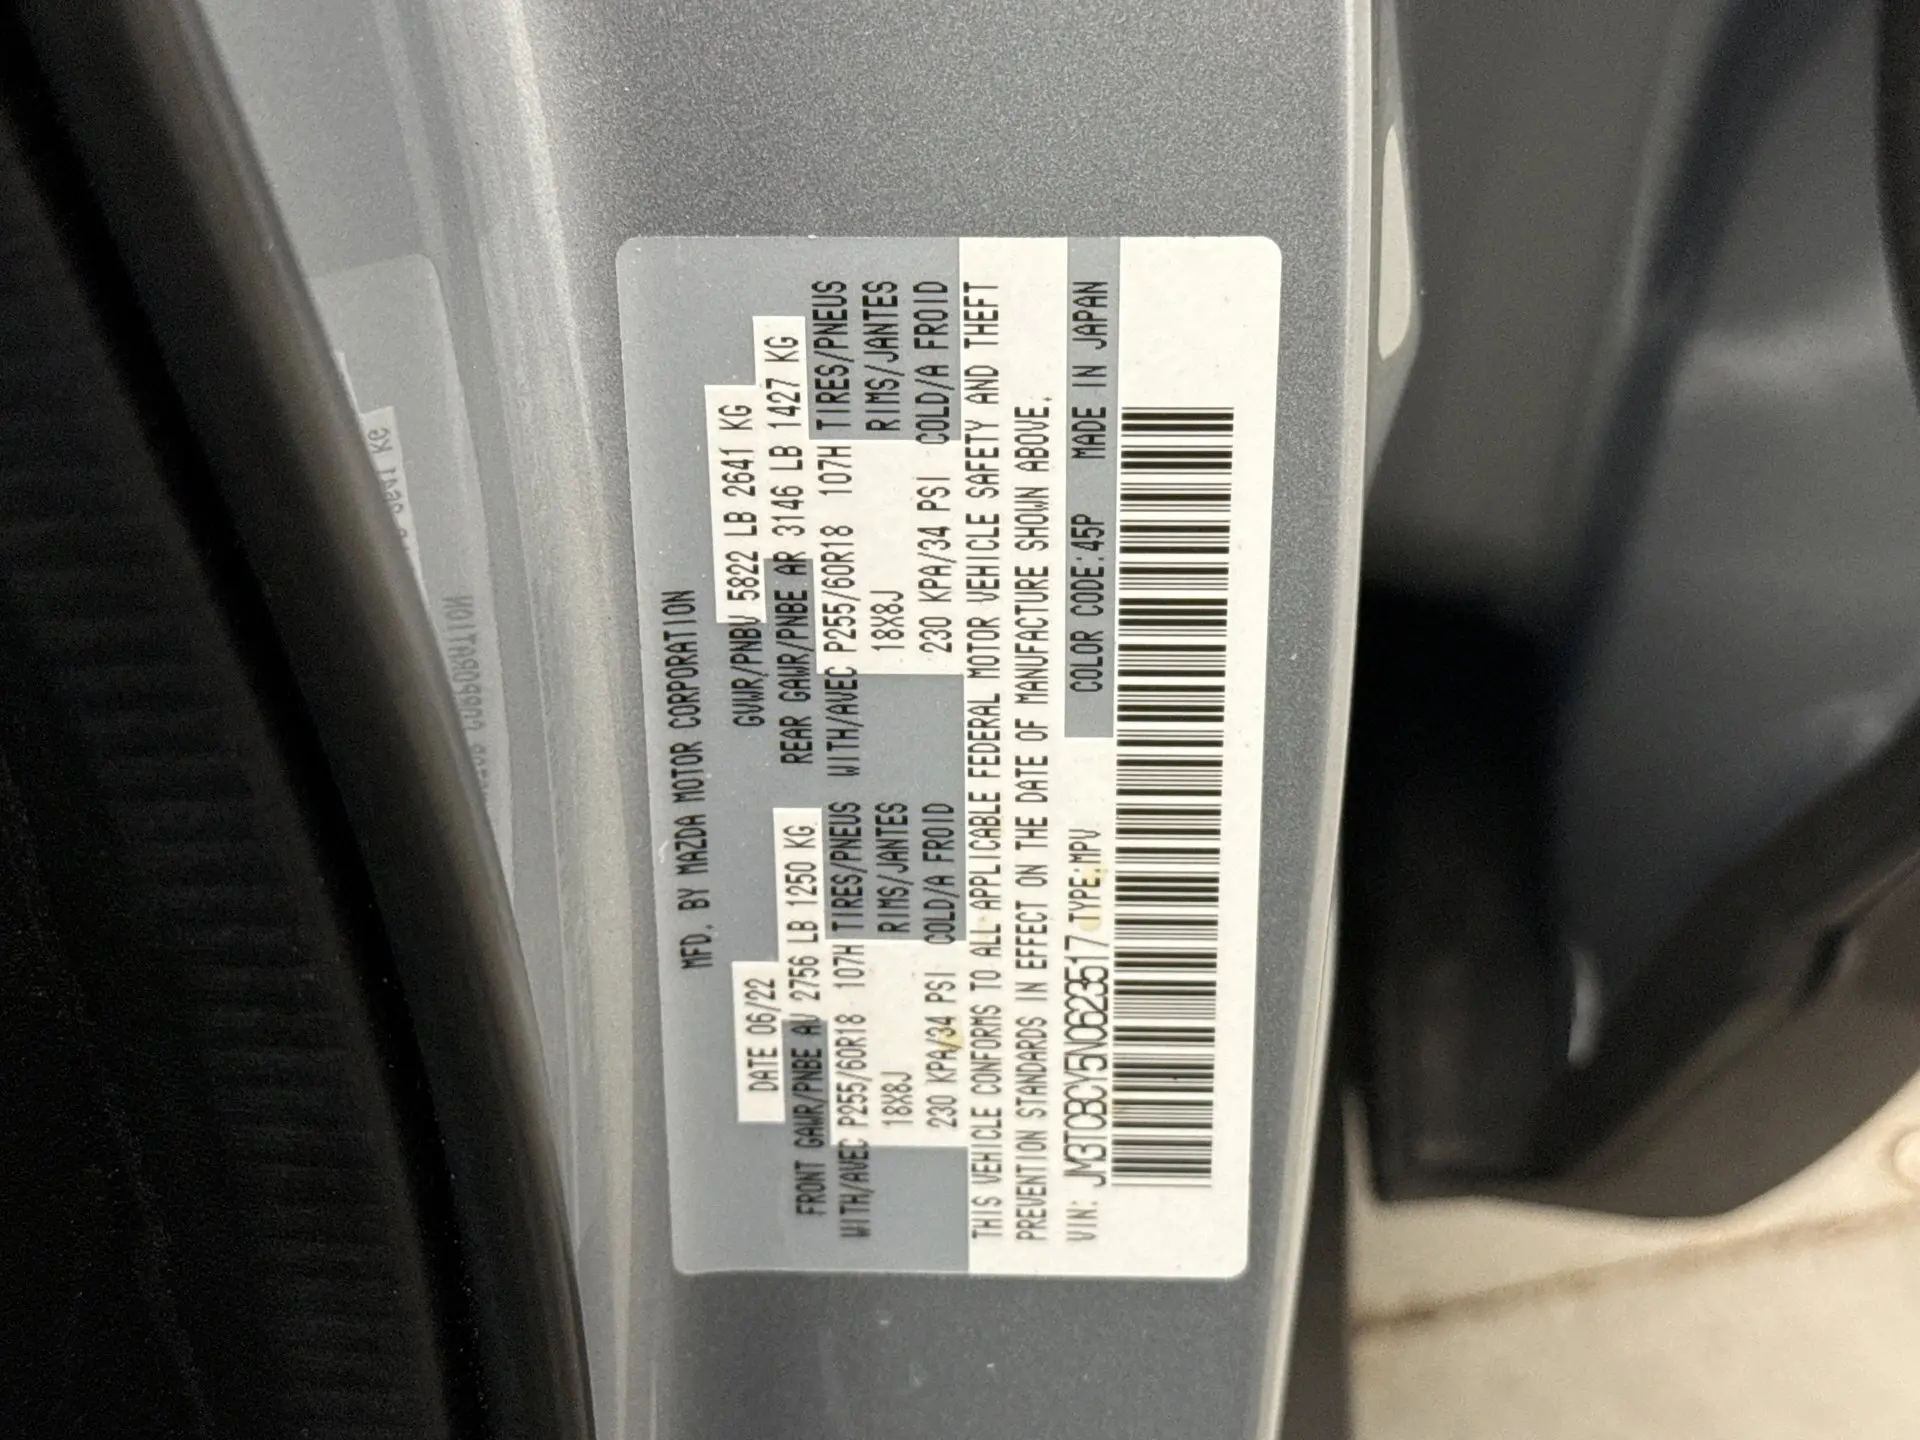 MFD. BY MAZDA MOTOR CORPORATION
DATE 06/22 GVWR/PNBV 5822 LB 2641 KG
FRONT GAWR/PNBE AV 2756 LB 1250 KG REAR GAWR/PNBE AR 3146 LB 1427 KG
WITH/AVEC P255/60R18 107H TIRES/PNEUS WITH/AVEC P255/60R18 107H TIRES/PNEUS
18X8J RIMS/JANTES 18X8J RIMS/JANTES
230 KPA/34 PSI COLD/A FROID 230 KPA/34 PSI COLD/A FROID
THIS VEHICLE CONFORMS TO ALL APPLICABLE FEDERAL MOTOR VEHICLE SAFETY AND THEFT
PREVENTION STANDARDS IN EFFECT ON THE DATE OF MANUFACTURE SHOWN ABOVE.
VIN: JM3TCBCY5N0623517 TYPE:MPV COLOR CODE:45P MADE IN JAPAN